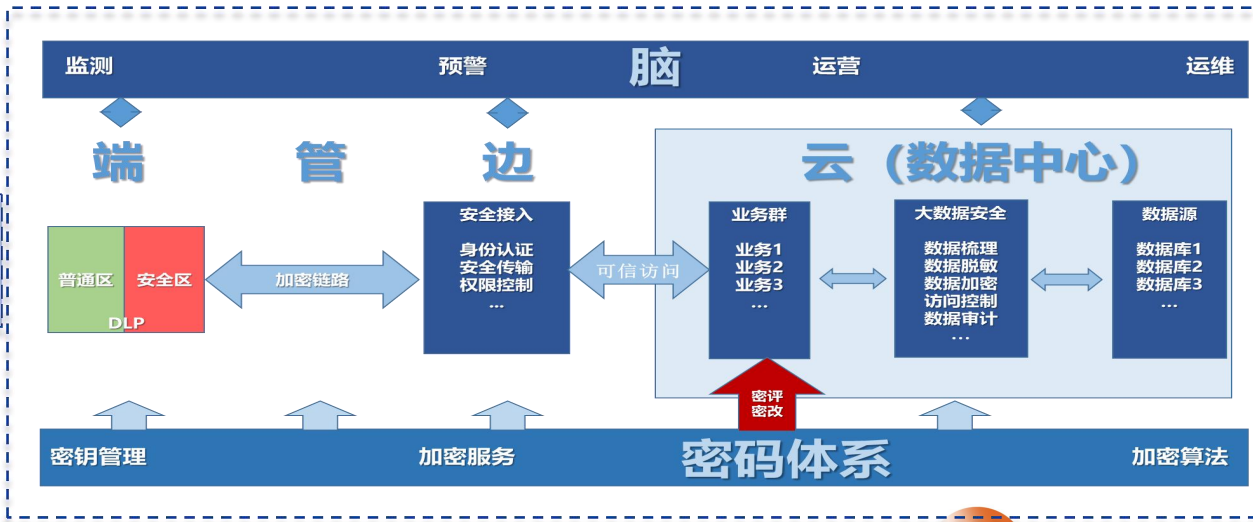 监测 预警 脑 运营 运维
端 管 边 云（数据中心）
普通区 安全区
DLP
加密链路
安全接入
身份认证
安全传输
权限控制
...
可信访问
业务群
业务1
业务2
业务3
...
大数据安全
数据梳理
数据脱敏
数据加密
访问控制
数据审计
...
数据源
数据库1
数据库2
数据库3
...
密评
密改
密钥管理 加密服务 密码体系 加密算法